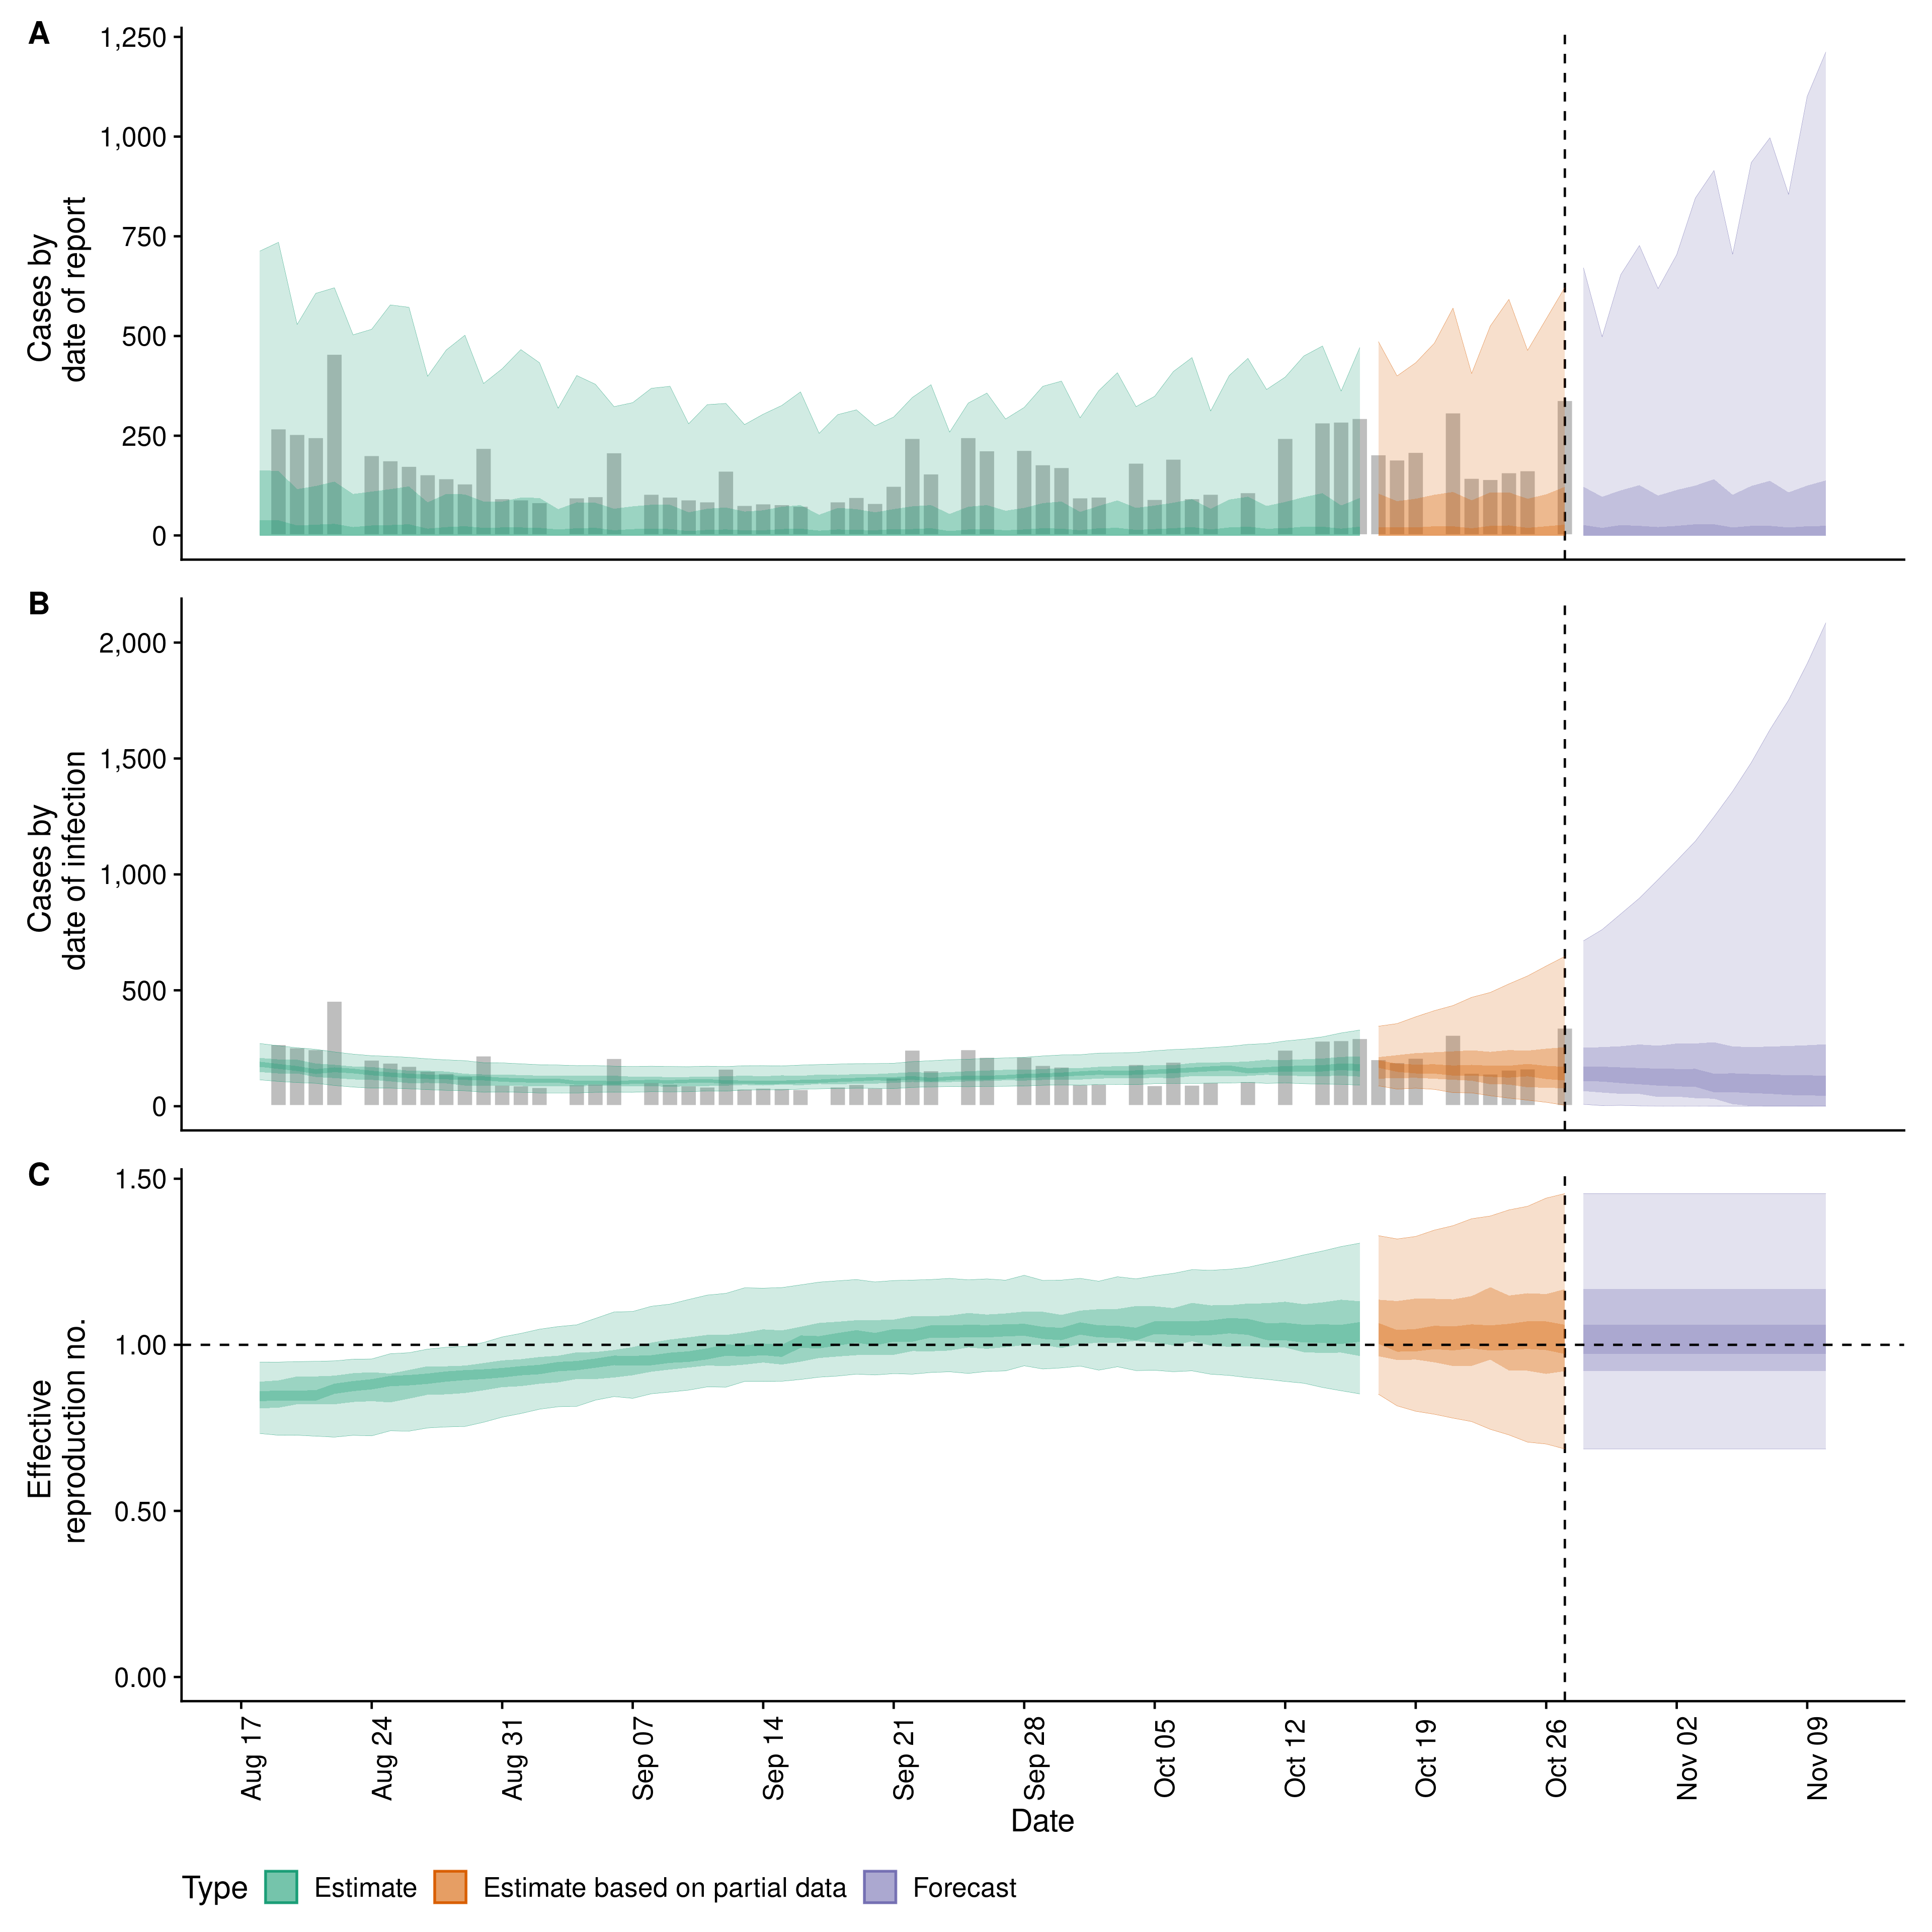 A
1,250
1,000
750
500
250
0
Cases by
date of report
B
2,000
1,500
1,000
500
0
Cases by
date of infection
C
1.50
1.00
0.50
0.00
Effective
reproduction no.
Aug 17
Aug 24
Aug 31
Sep 07
Sep 14
Sep 21
Sep 28
Oct 05
Oct 12
Oct 19
Oct 26
Nov 02
Nov 09
Date
Type Estimate Estimate based on partial data Forecast